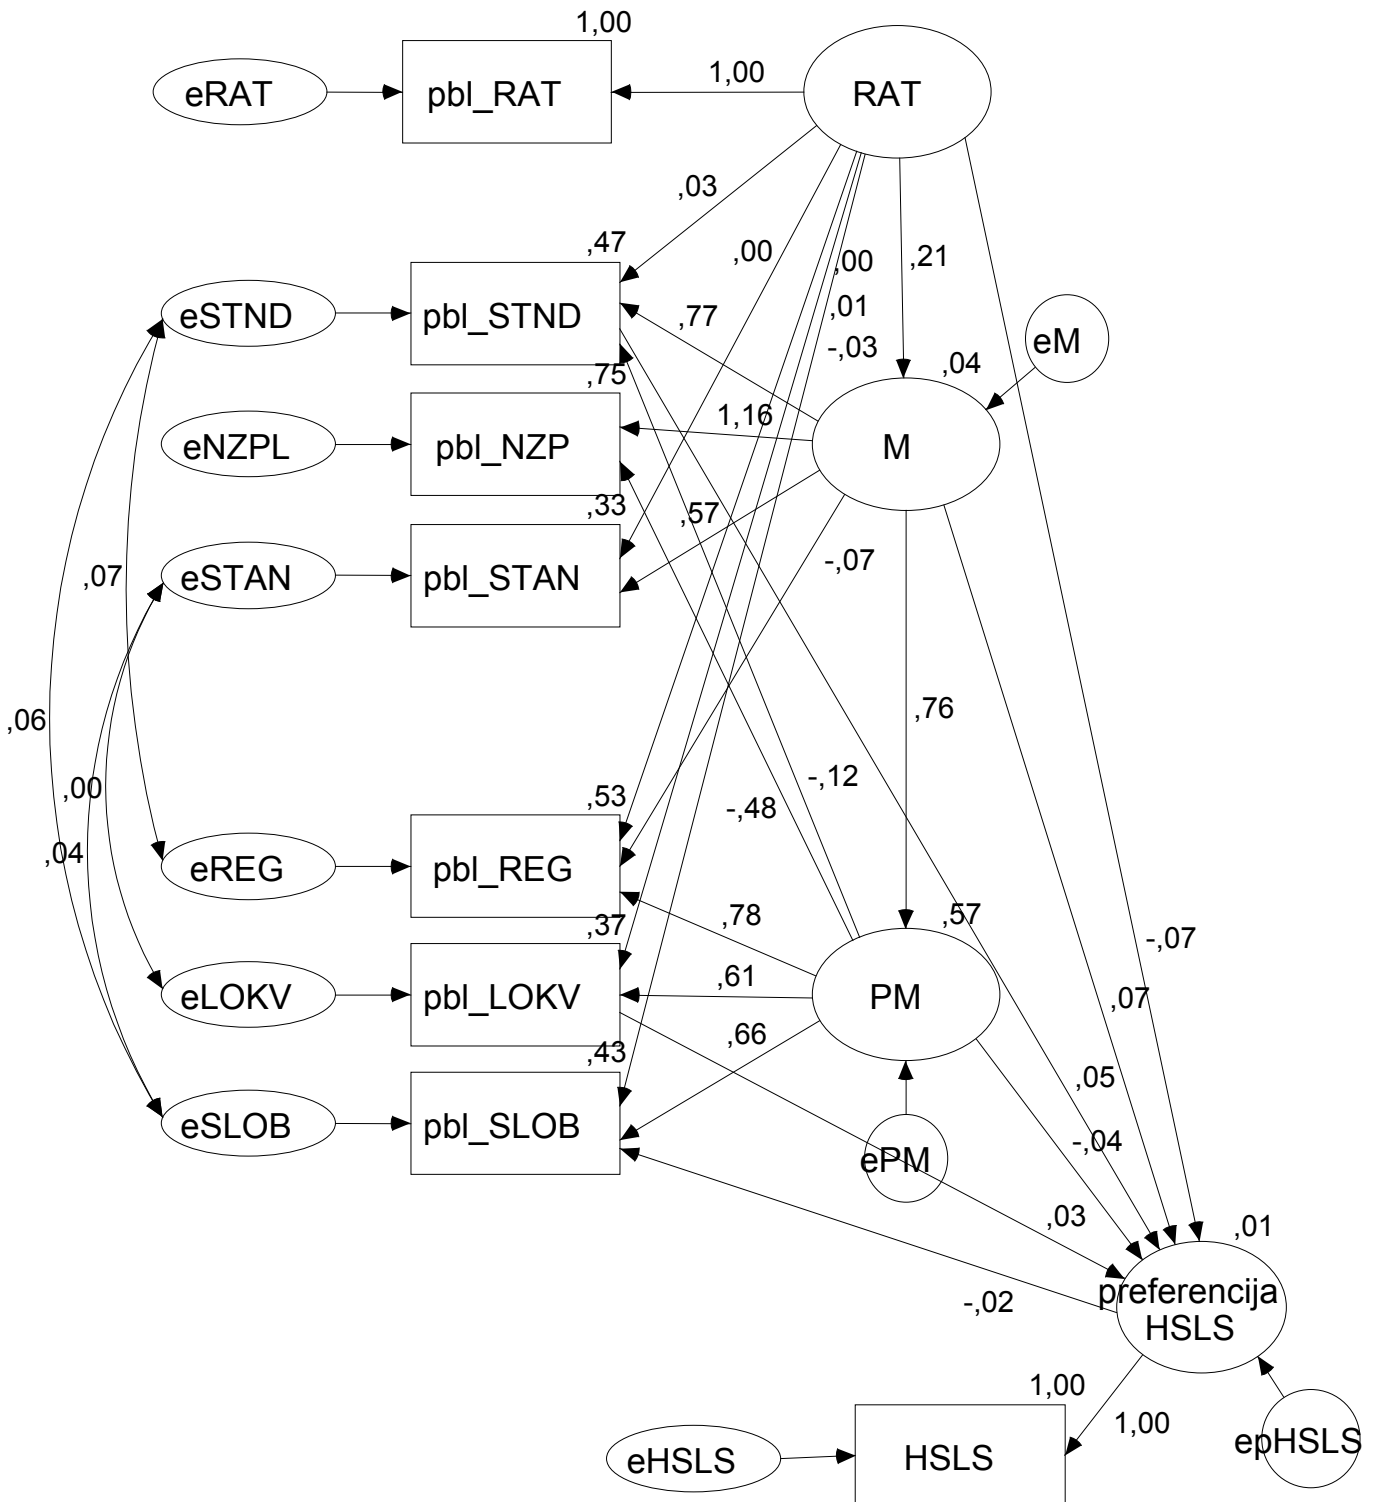 1,00
eRAT
pbl_RAT
1,00
RAT
,03
,47
,00
,00
,21
eSTND
pbl_STND
,77
,01
-,03
eM
,75
,04
eNZPL
pbl_NZP
1,16
M
,33
,57
-,07
,07
eSTAN
pbl_STAN
,06
,76
,00
-,12
,53
-,48
,04
eREG
pbl_REG
,37
,78
,57
-,07
eLOKV
pbl_LOKV
,61
PM
,07
,43
,66
,05
eSLOB
pbl_SLOB
-,04
ePM
,03
,01
-,02
preferencija
HSLS
1,00
1,00
eHSLS
HSLS
epHSLS